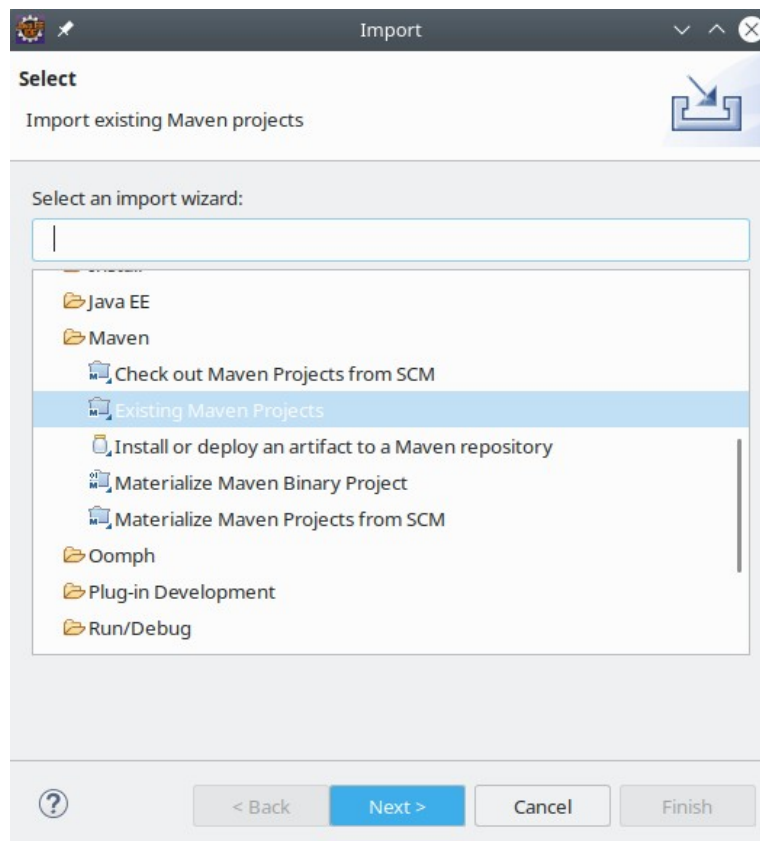 Import
Select
Import existing Maven projects
Select an import wizard:
Java EE
Maven
Check out Maven Projects from SCM
Existing Maven Projects
Install or deploy an artifact to a Maven repository
Materialize Maven Binary Project
Materialize Maven Projects from SCM
Oomph
Plug-in Development
Run/Debug
?
< Back
Next >
Cancel
Finish